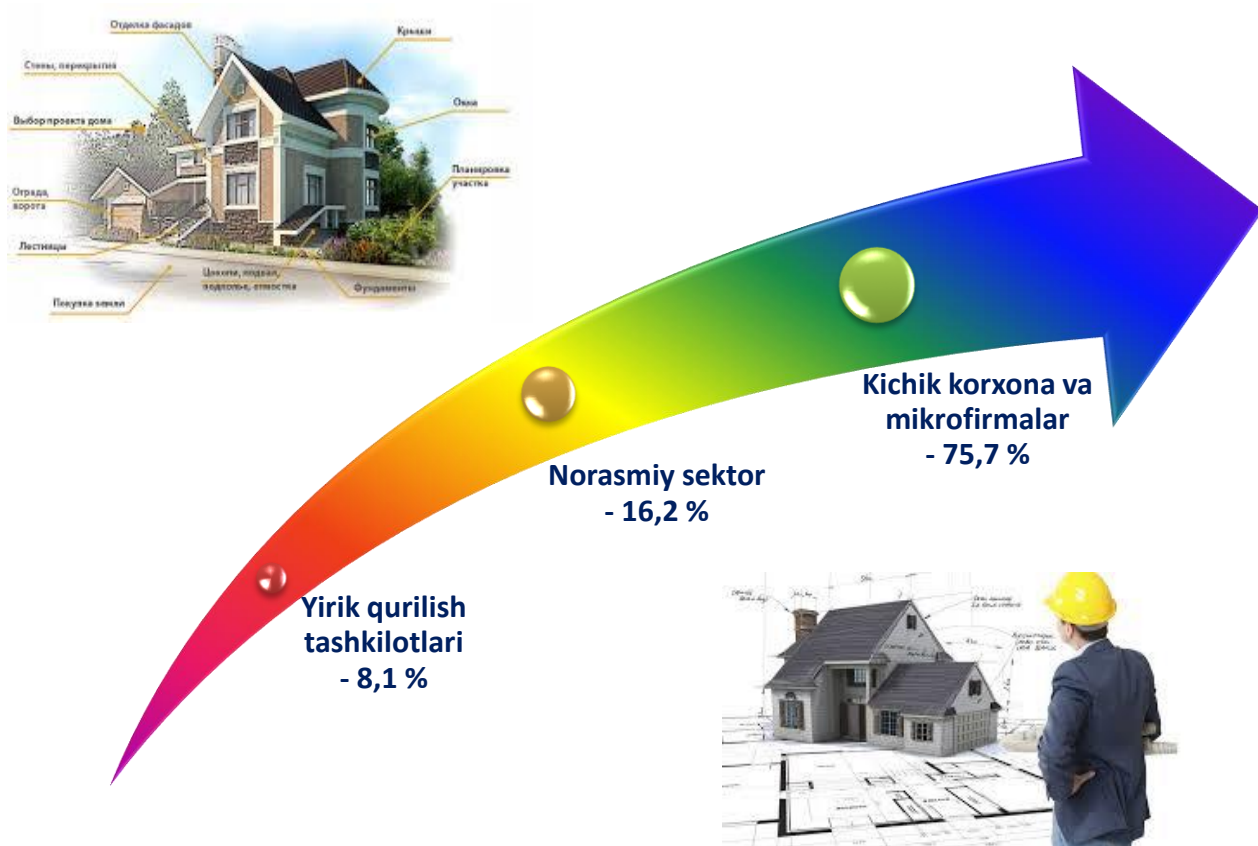 Отделка фасадов
Крыши
Стены, перекрытия
Окна
Выбор проекта дома
Планировка
участка
Ограда,
ворота
Лестницы
Цоколи, подвал,
подполье, отмостка
Фундаменты
Покупка земли
Kichik korxona va
mikrofirmalar
- 75,7 %
Norasmiy sektor
- 16,2 %
Yirik qurilish
tashkilotlari
- 8,1 %